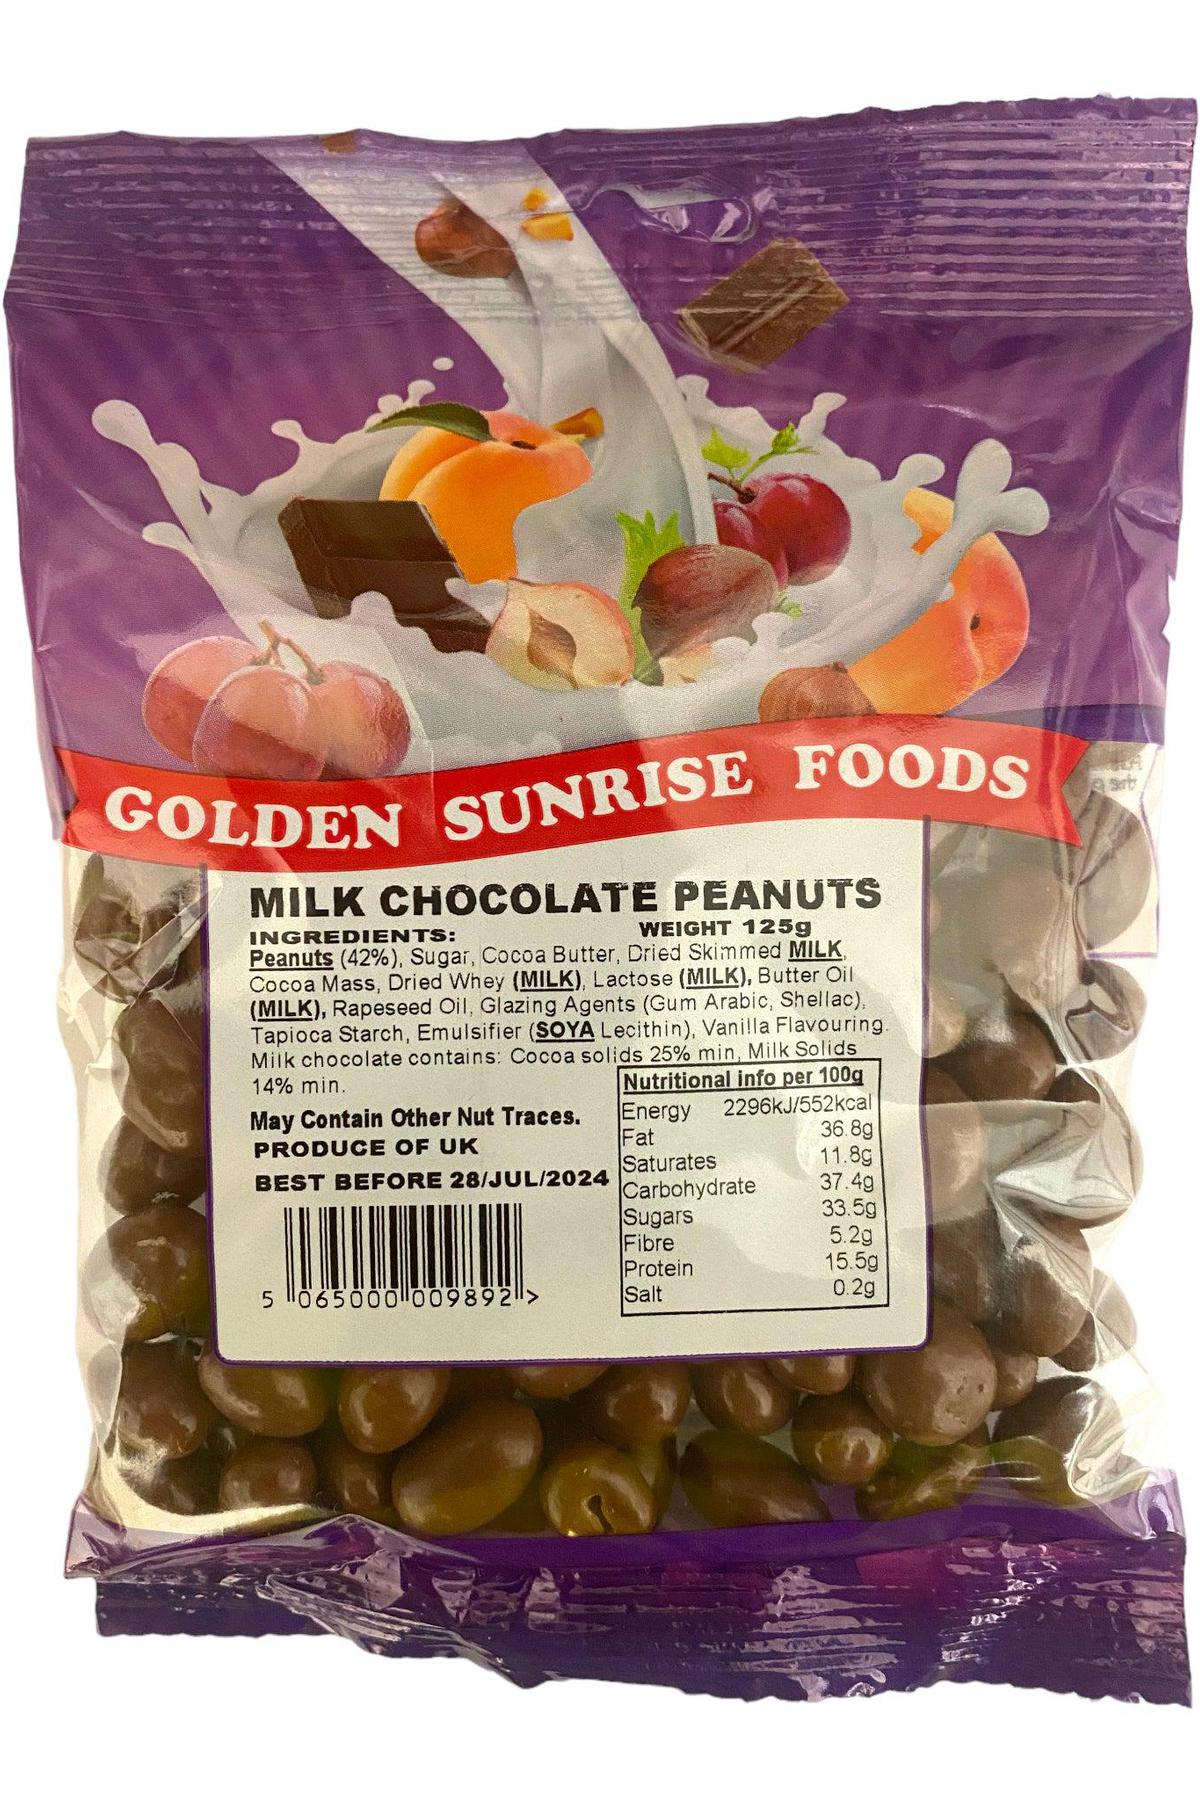 GOLDEN SUNRISE FOODS
MILK CHOCOLATE PEANUTS
INGREDIENTS: WEIGHT 125g
Peanuts (42%), Sugar, Cocoa Butter, Dried Skimmed MILK,
Cocoa Mass, Dried Whey (MILK), Lactose (MILK), Butter Oil
(MILK), Rapeseed Oil, Glazing Agents (Gum Arabic, Shellac),
Tapioca Starch, Emulsifier (SOYA Lecithin), Vanilla Flavouring.
Milk chocolate contains: Cocoa solids 25% min, Milk Solids
14% min.
May Contain Other Nut Traces.
PRODUCE OF UK
BEST BEFORE 28/JUL/2024
5 065000 009892 >
Nutritional info per 100g
Energy 2296kJ/552kcal
Fat 36.8g
Saturates 11.8g
Carbohydrate 37.4g
Sugars 33.5g
Fibre 5.2g
Protein 15.5g
Salt 0.2g